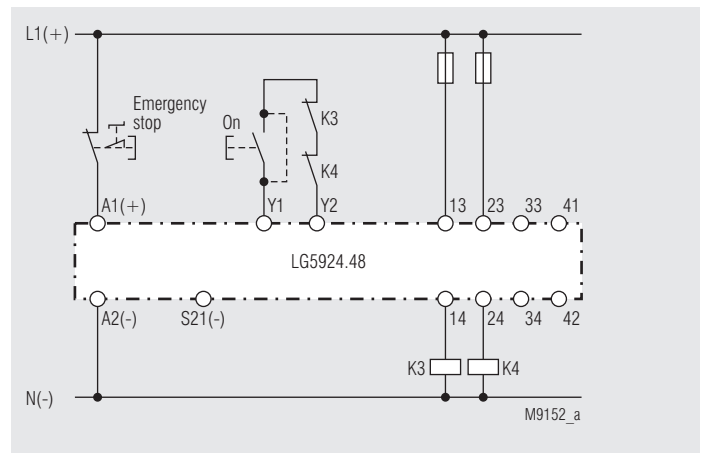 L1(+)
Emergency
stop
On
K3
K4
A1(+)
Y1
Y2
13
23
33
41
LG5924.48
A2(-)
S21(-)
14
24
34
42
K3
K4
N(-)
M9152_a